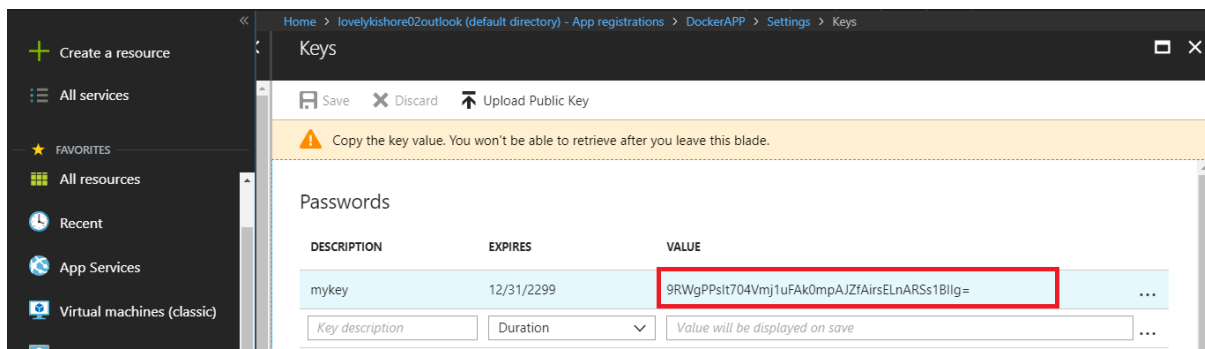 Home > lovelykishore02outlook (default directory) - App registrations > DockerAPP > Settings > Keys
Create a resource
All services
FAVORITES
All resources
Recent
App Services
Virtual machines (classic)
Keys
Save Discard Upload Public Key
Copy the key value. You won't be able to retrieve after you leave this blade.
Passwords
DESCRIPTION EXPIRES VALUE
mykey 12/31/2299
Key description Duration Value will be displayed on save